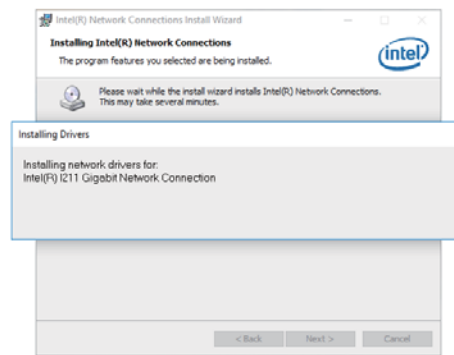 Intel(R) Network Connections Install Wizard
Installing Intel(R) Network Connections
The program features you selected are being installed.
intel
Please wait while the install wizard installs Intel(R) Network Connections.
This may take several minutes.
Installing Drivers
Installing network drivers for:
Intel(R) I211 Gigabit Network Connection
< Back Next > Cancel